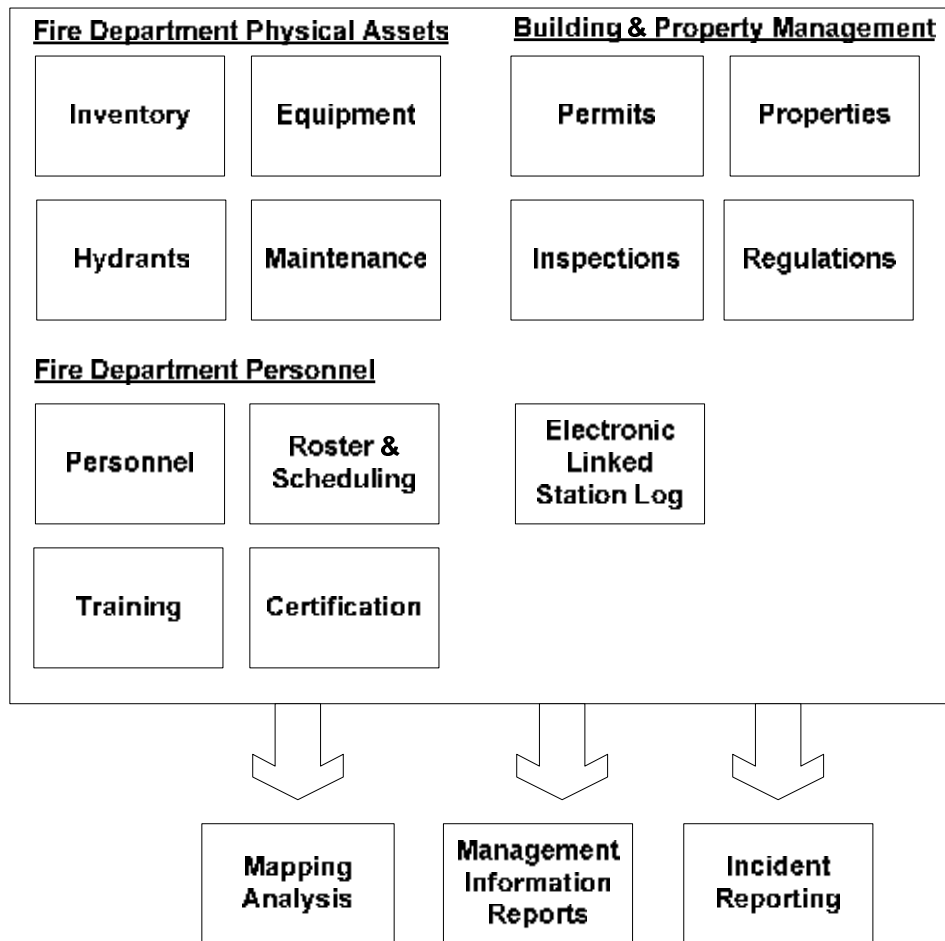 Fire Department Physical Assets
Building & Property Management
Inventory
Equipment
Permits
Properties
Hydrants
Maintenance
Inspections
Regulations
Fire Department Personnel
Personnel
Roster &
Scheduling
Electronic
Linked
Station Log
Training
Certification
Mapping
Analysis
Management
Information
Reports
Incident
Reporting